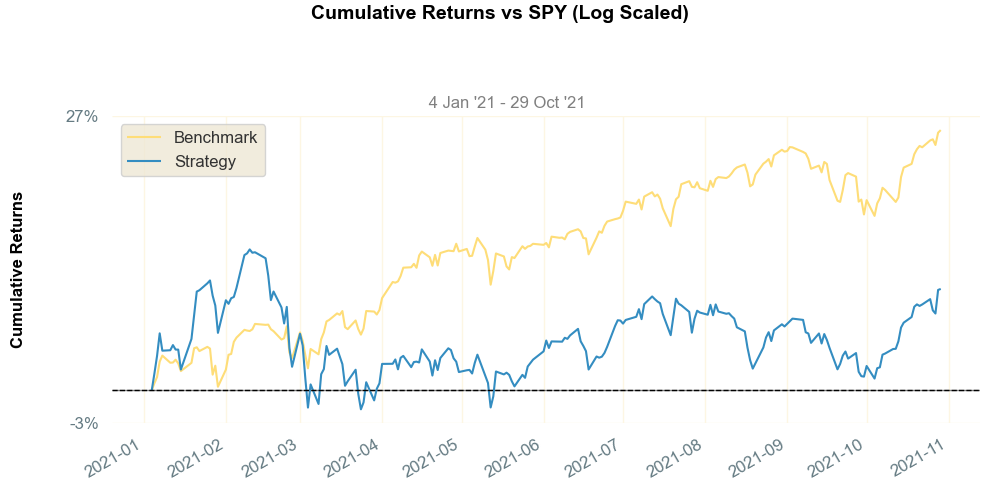 Cumulative Returns vs SPY (Log Scaled)
4 Jan '21 - 29 Oct '21
27%
Benchmark
Strategy
Cumulative Returns
-3%
2021-01
2021-02
2021-03
2021-04
2021-05
2021-06
2021-07
2021-08
2021-09
2021-10
2021-11